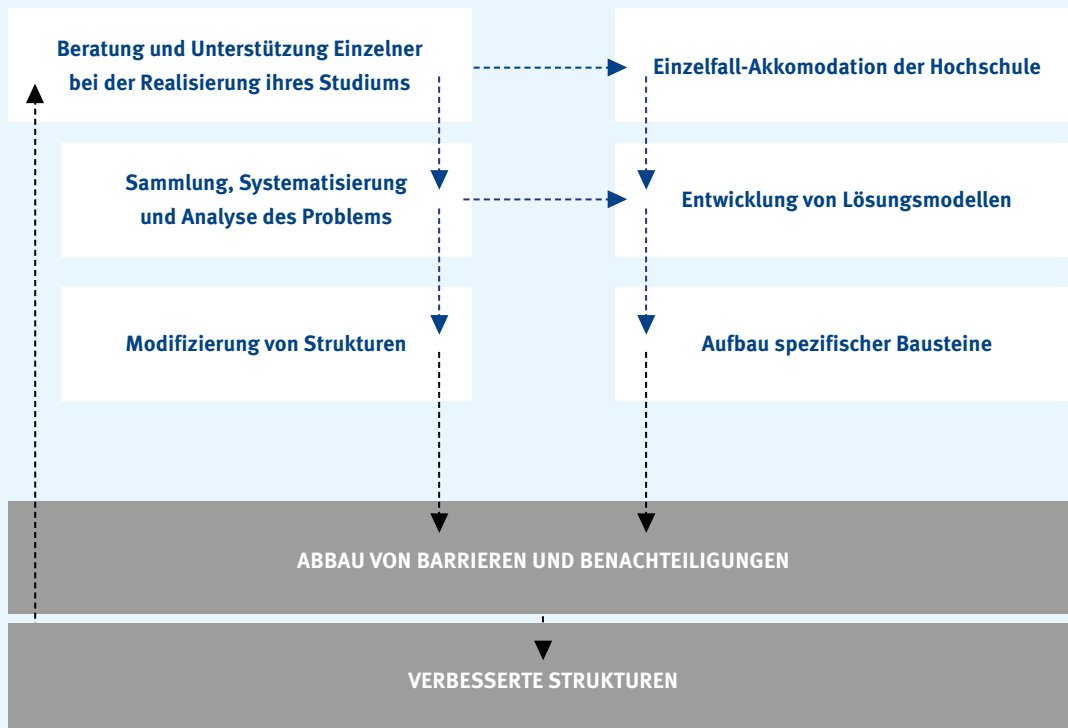 Beratung und Unterstützung Einzelner
bei der Realisierung ihres Studiums
Einzelfall-Akkomodation der Hochschule
Sammlung, Systematisierung
und Analyse des Problems
Entwicklung von Lösungsmodellen
Modifizierung von Strukturen
Aufbau spezifischer Bausteine
ABBAU VON BARRIEREN UND BENACHTEILIGUNGEN
VERBESSERTE STRUKTUREN